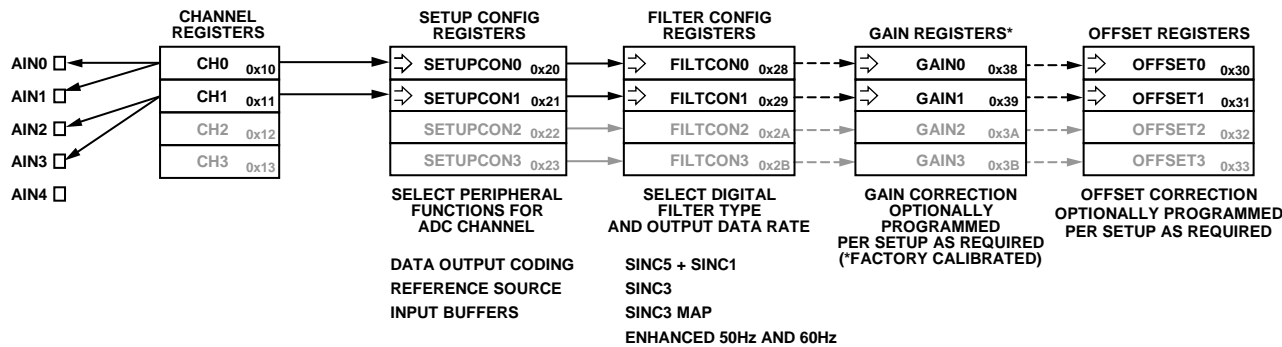 CHANNEL
REGISTERS
SETUP CONFIG
REGISTERS
FILTER CONFIG
REGISTERS
GAIN REGISTERS*
OFFSET REGISTERS
AIN0
CH0 0x10
SETUPCON0 0x20
FILTCON0 0x28
GAIN0 0x38
OFFSET0 0x30
AIN1
CH1 0x11
SETUPCON1 0x21
FILTCON1 0x29
GAIN1 0x39
OFFSET1 0x31
AIN2
CH2 0x12
SETUPCON2 0x22
FILTCON2 0x2A
GAIN2 0x3A
OFFSET2 0x32
AIN3
CH3 0x13
SETUPCON3 0x23
FILTCON3 0x2B
GAIN3 0x3B
OFFSET3 0x33
AIN4
SELECT PERIPHERAL
FUNCTIONS FOR
ADC CHANNEL
SELECT DIGITAL
FILTER TYPE
AND OUTPUT DATA RATE
GAIN CORRECTION
OPTIONALLY
PROGRAMMED
PER SETUP AS REQUIRED
(*FACTORY CALIBRATED)
OFFSET CORRECTION
OPTIONALLY PROGRAMMED
PER SETUP AS REQUIRED
DATA OUTPUT CODING
REFERENCE SOURCE
INPUT BUFFERS
SINC5 + SINC1
SINC3
SINC3 MAP
ENHANCED 50Hz AND 60Hz